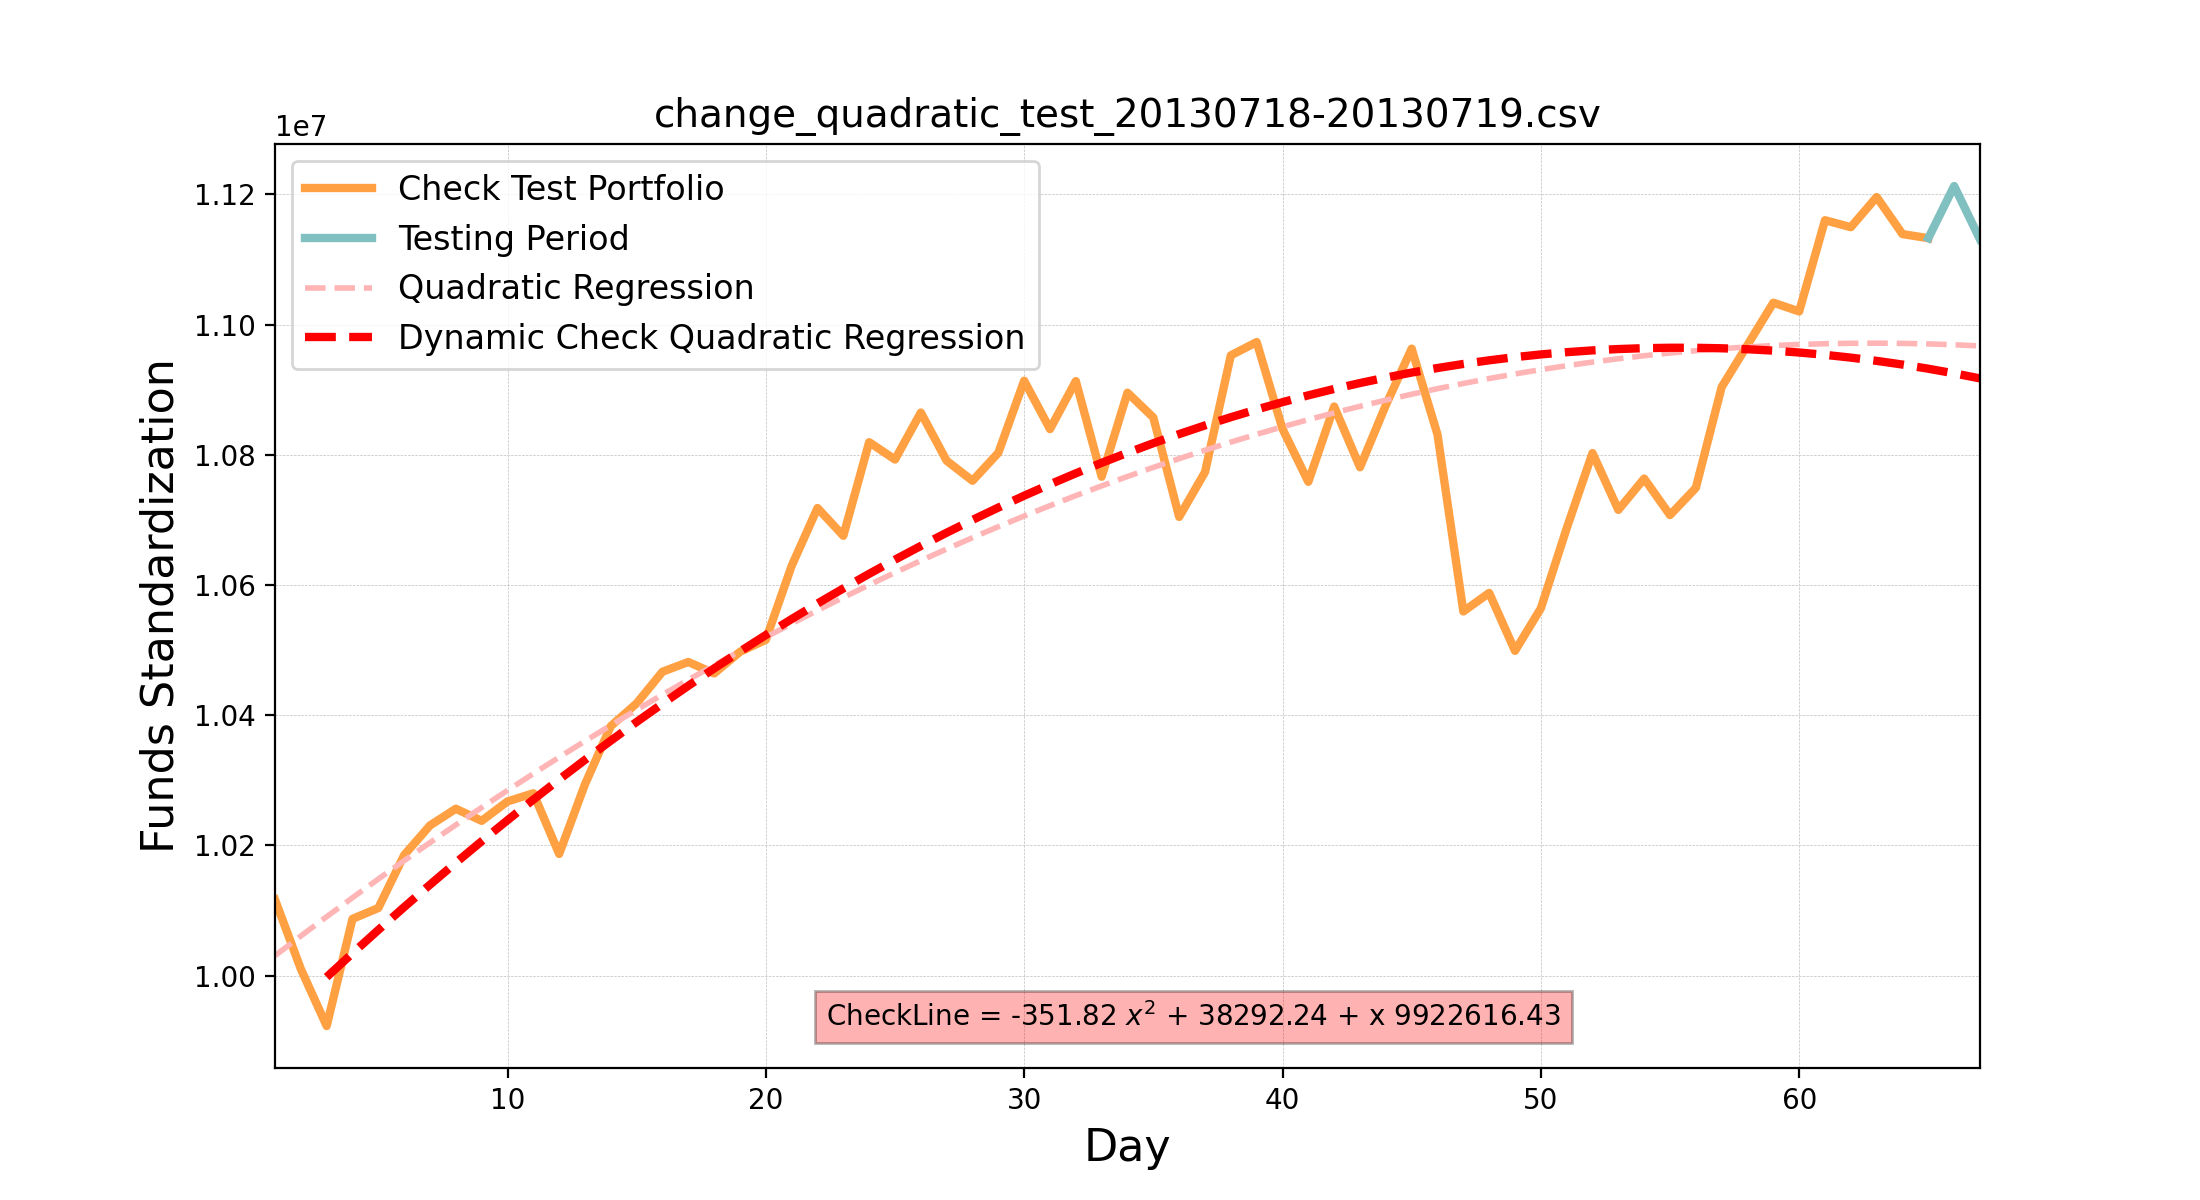 change_quadratic_test_20130718-20130719.csv
1e7
Check Test Portfolio
Testing Period
Quadratic Regression
Dynamic Check Quadratic Regression
1.12
1.10
1.08
1.06
1.04
1.02
1.00
Funds Standardization
CheckLine = -351.82 x² + 38292.24 + x 9922616.43
10 20 30 40 50 60
Day